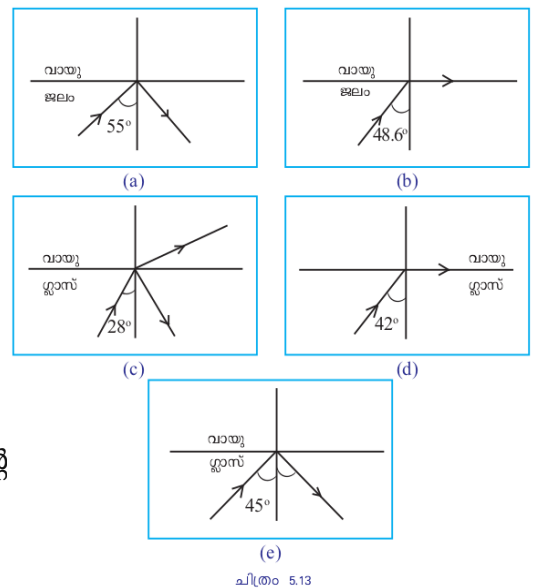 വായു
ജലം
55°
(a)
വായു
ജലം
48.6°
(b)
വായു
ഗ്ലാസ്
28°
(c)
വായു
ഗ്ലാസ്
42°
(d)
വായു
ഗ്ലാസ്
45°
(e)
ചിത്രം 5.13